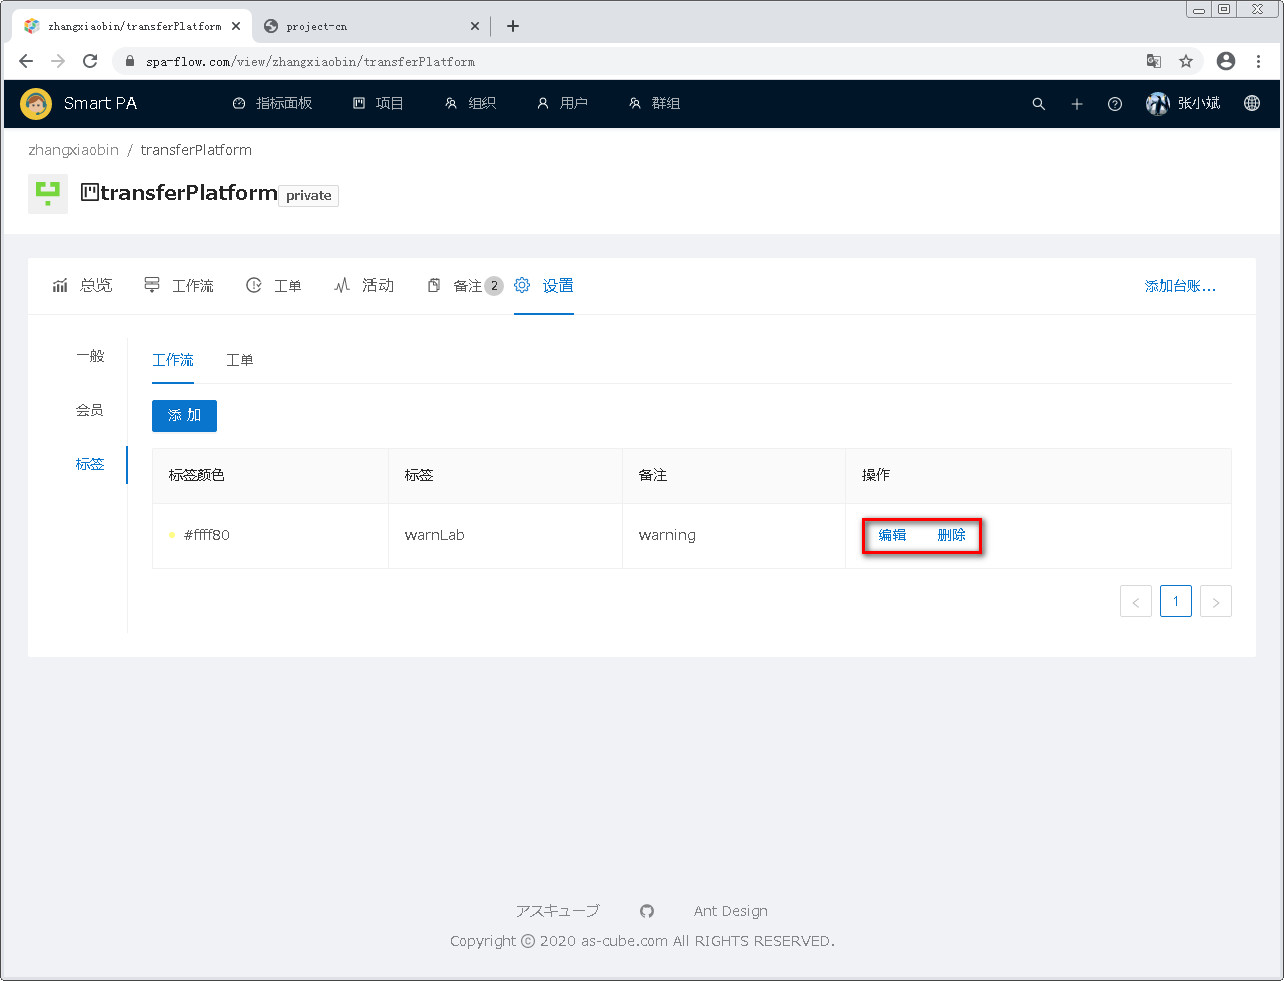 zhangxiaobin/transferPlatform
project-cn
spa-flow.com/view/zhangxiaobin/transferPlatform
Smart PA
指标面板
项目
组织
用户
群组
张小斌
zhangxiaobin / transferPlatform
transferPlatform private
总览
工作流
工单
活动
备注 2
设置
添加台账...
一般
会员
标签
工作流
工单
添 加
标签颜色 标签 备注 操作
#ffff80 warnLab warning 编辑 删除
< 1 >
アスキューブ Ant Design
Copyright © 2020 as-cube.com All RIGHTS RESERVED.